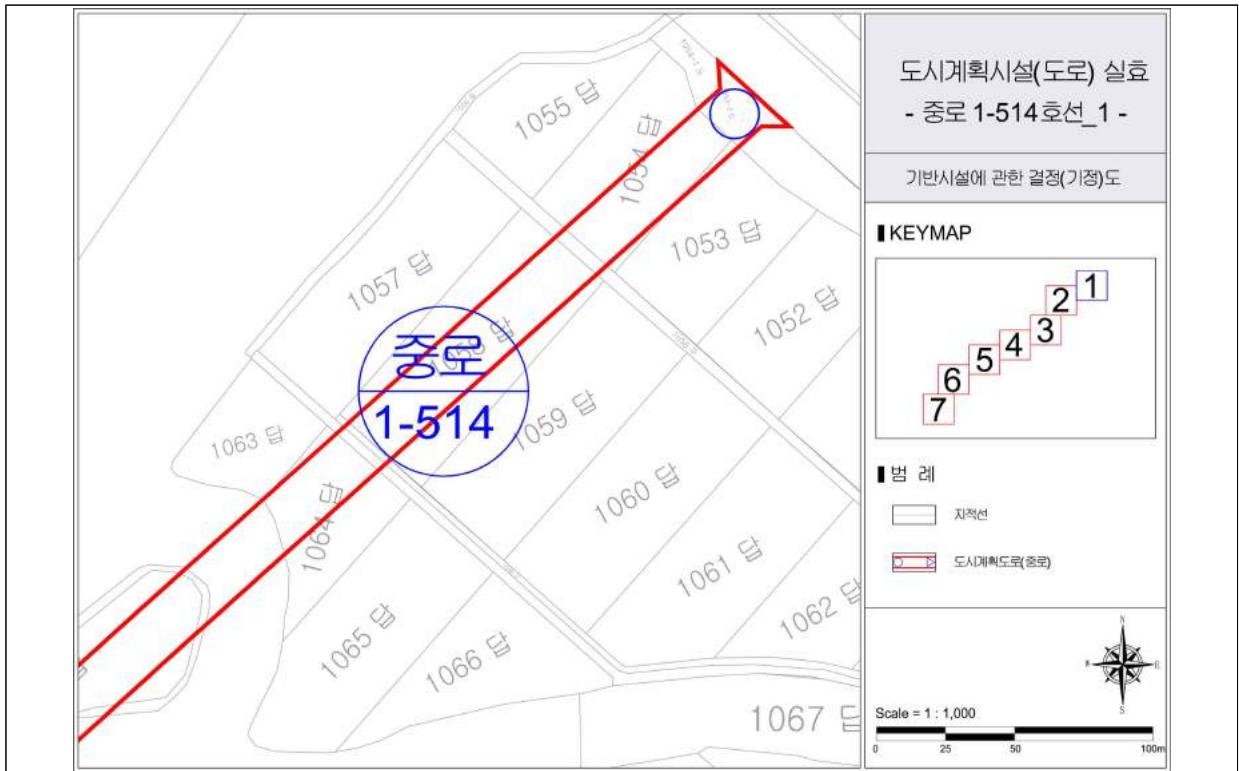 도시계획시설(도로) 실효
- 중로 1-514호선_1 -
기반시설에 관한 결정(기정)도
KEYMAP
1
2
3
4
5
6
7
범 례
지적선
도시계획도로(중로)
N
E
S
Scale = 1 : 1,000
0 25 50 100m
1055 답
1054 답
1053 답
1057 답
1052 답
중로
1058 답
1-514
1059 답
1063 답
1060 답
1064 답
1061 답
1062 답
1065 답
1066 답
1067 답